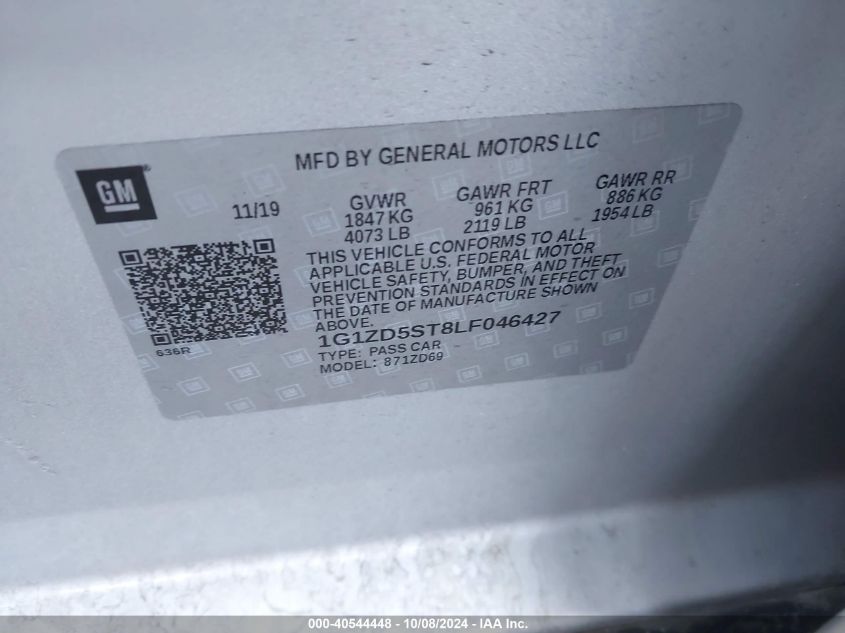 MFD BY GENERAL MOTORS LLC
GM
11/19
GVWR
1847 KG
4073 LB
GAWR FRT
961 KG
2119 LB
GAWR RR
886 KG
1954 LB
THIS VEHICLE CONFORMS TO ALL
APPLICABLE U.S. FEDERAL MOTOR
VEHICLE SAFETY, BUMPER, AND THEFT
PREVENTION STANDARDS IN EFFECT ON
THE DATE OF MANUFACTURE SHOWN
ABOVE.
1G1ZD5ST8LF046427
TYPE: PASS CAR
MODEL: 871ZD69
636R
000-40544448 - 10/08/2024 - IAA Inc.